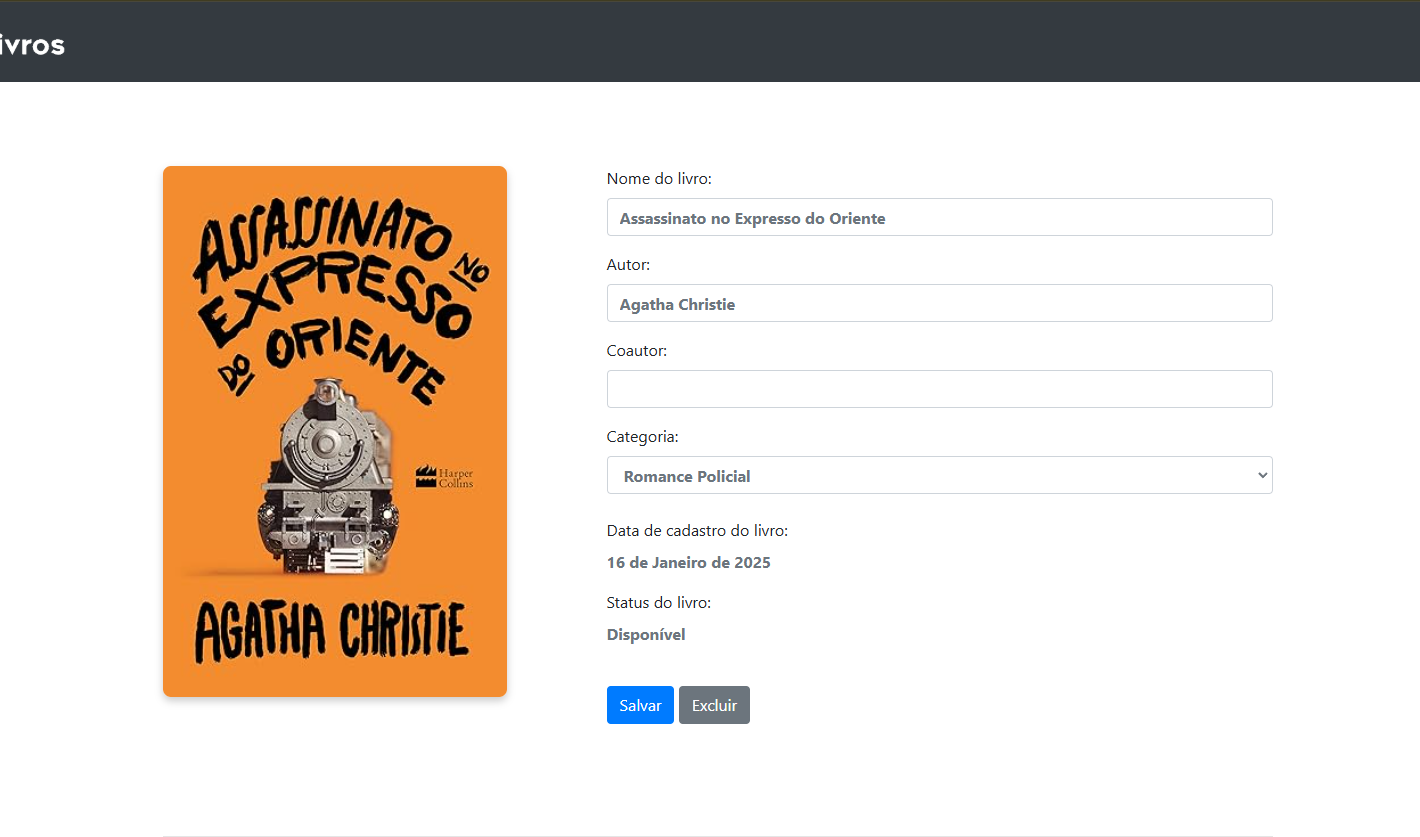 ivros
ASSASSINATO
NO
EXPRESSO
DO
ORIENTE
Harper
Collins
AGATHA CHRISTIE
Nome do livro:
Assassinato no Expresso do Oriente
Autor:
Agatha Christie
Coautor:
Categoria:
Romance Policial
Data de cadastro do livro:
16 de Janeiro de 2025
Status do livro:
Disponível
Salvar Excluir